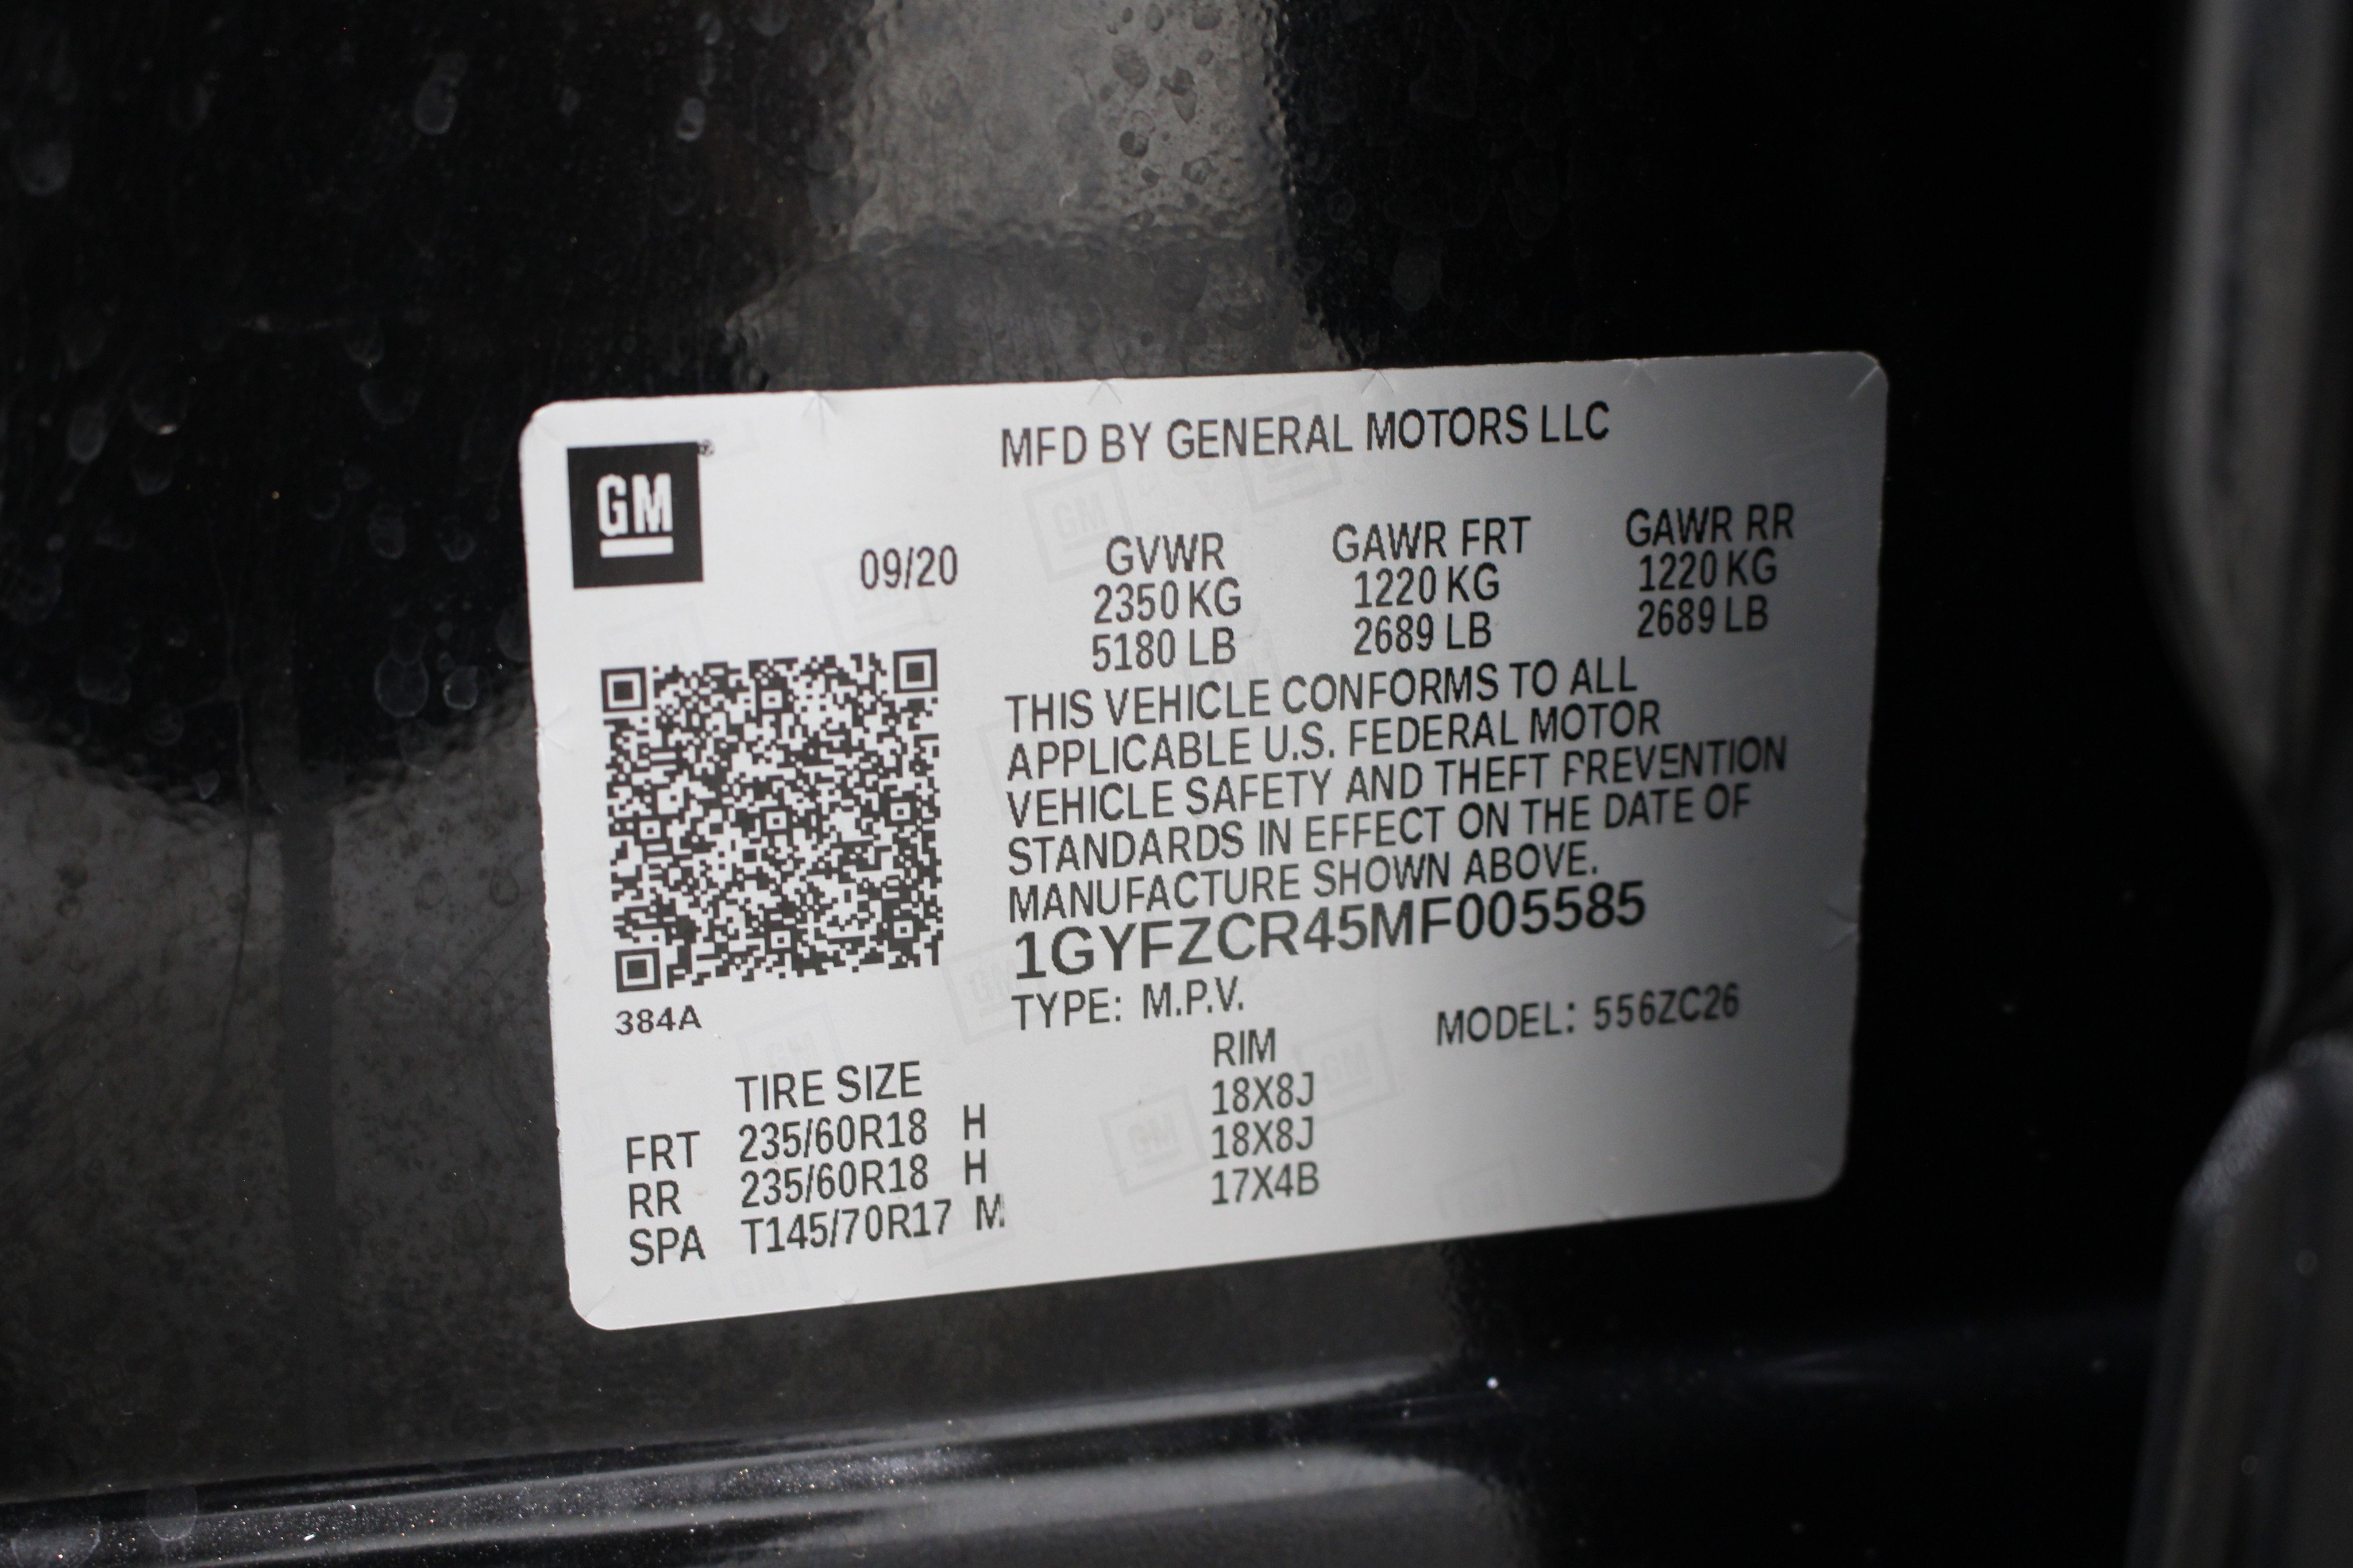 GM
MFD BY GENERAL MOTORS LLC
09/20 GVWR GAWR FRT GAWR RR
2350 KG 1220 KG 1220 KG
5180 LB 2689 LB 2689 LB
THIS VEHICLE CONFORMS TO ALL
APPLICABLE U.S. FEDERAL MOTOR
VEHICLE SAFETY AND THEFT PREVENTION
STANDARDS IN EFFECT ON THE DATE OF
MANUFACTURE SHOWN ABOVE.
1GYFZCR45MF005585
384A
TYPE: M.P.V. MODEL: 556ZC26
TIRE SIZE RIM
FRT 235/60R18 H 18X8J
RR 235/60R18 H 18X8J
SPA T145/70R17 M 17X4B